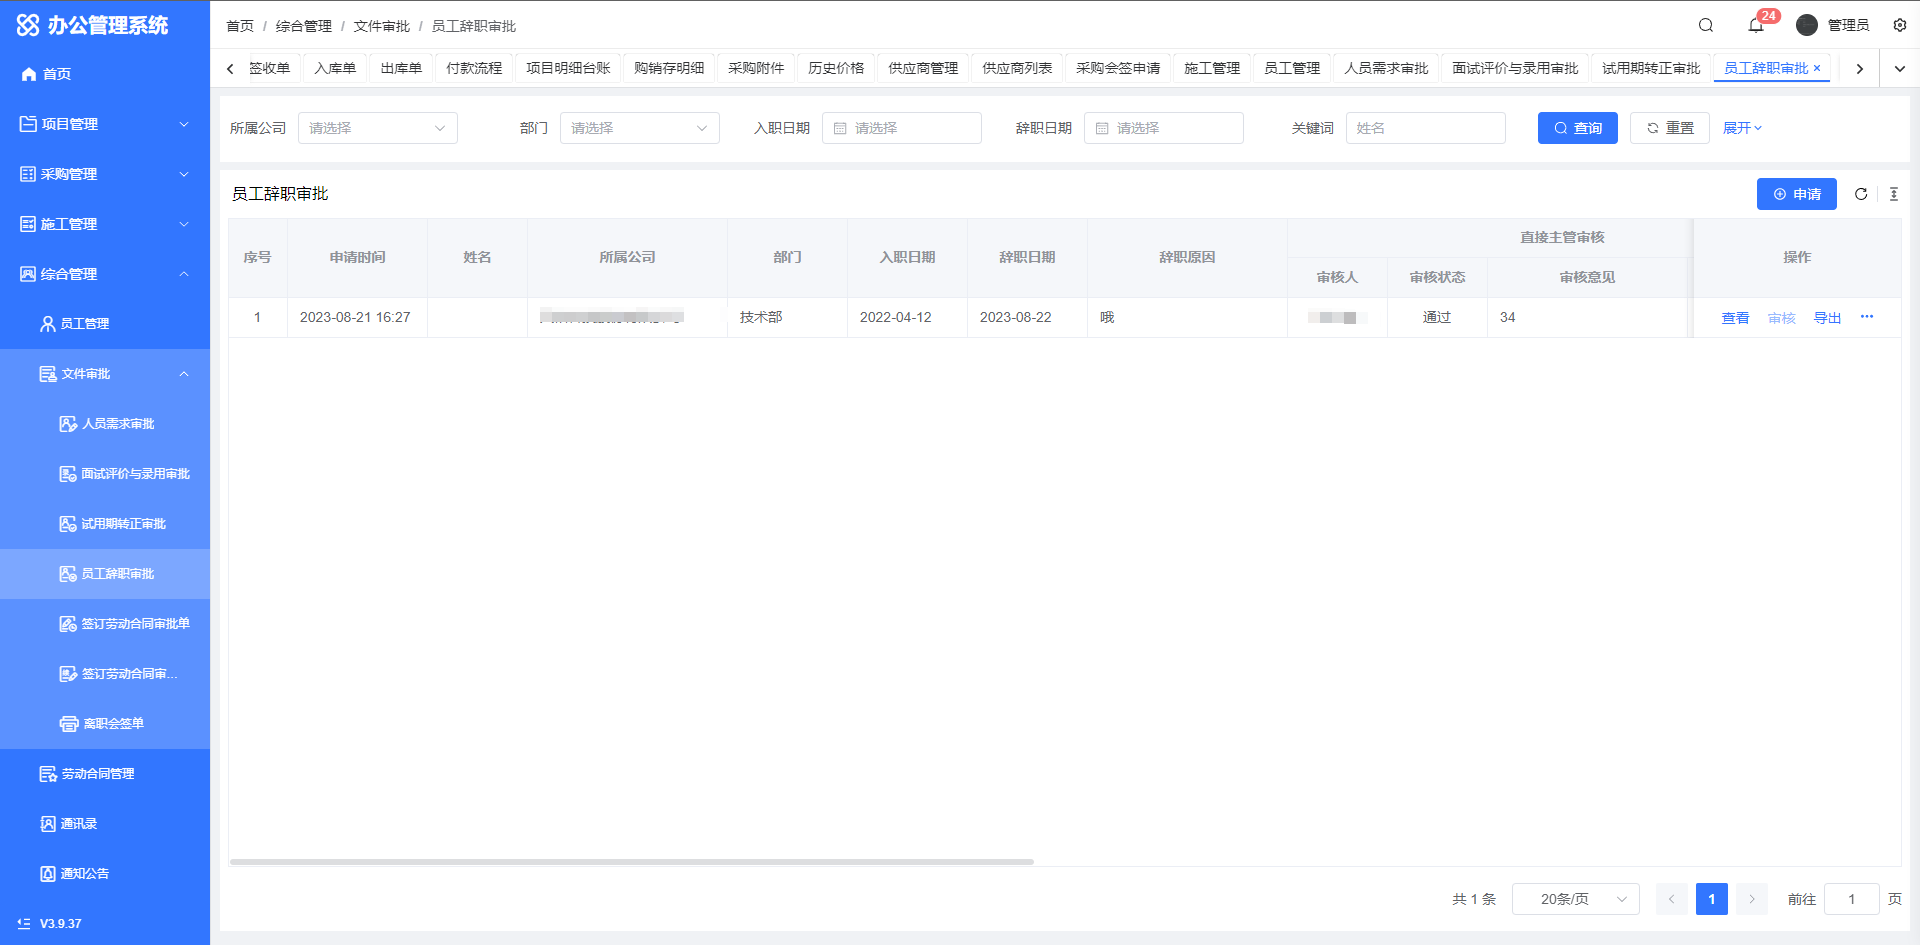 办公管理系统
首页
项目管理
采购管理
施工管理
综合管理
员工管理
文件审批
人员需求审批
面试评价与录用审批
试用期转正审批
员工辞职审批
签订劳动合同审批单
签订劳动合同审...
离职会签单
劳动合同管理
通讯录
通知公告
V3.9.37
首页 / 综合管理 / 文件审批 / 员工辞职审批
24 管理员
签收单 入库单 出库单 付款流程 项目明细台账 购销存明细 采购附件 历史价格 供应商管理 供应商列表 采购会签申请 施工管理 员工管理 人员需求审批 面试评价与录用审批 试用期转正审批 员工辞职审批 ×
所属公司 请选择 部门 请选择 入职日期 请选择 辞职日期 请选择 关键词 姓名 查询 重置 展开
员工辞职审批 申请
序号 申请时间 姓名 所属公司 部门 入职日期 辞职日期 辞职原因 直接主管审核 操作
审核人 审核状态 审核意见
1 2023-08-21 16:27 技术部 2022-04-12 2023-08-22 哦 通过 34 查看 审核 导出 ···
共 1 条 20条/页 1 前往 1 页